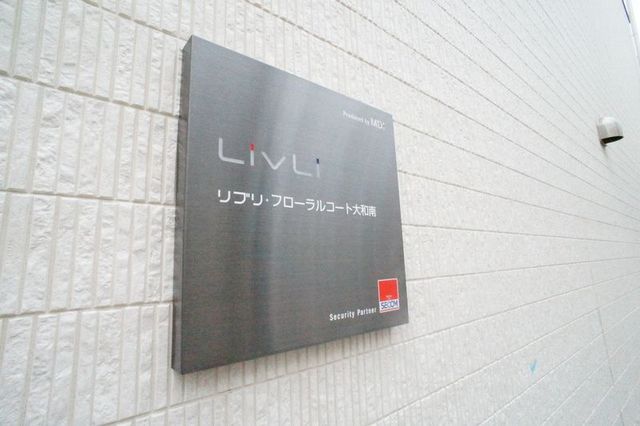 Produced by MDI
LivLi
リブリ・フローラルコート大和南
Security Partner SECOM